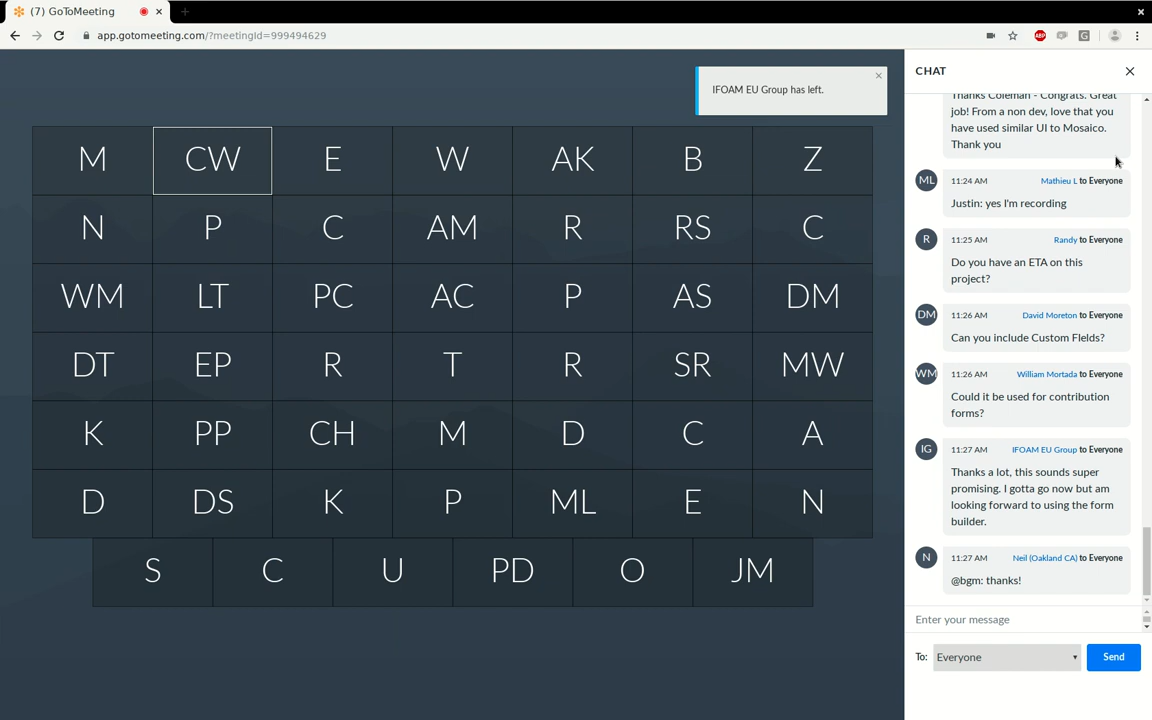 (7) GoToMeeting
app.gotomeeting.com/?meetingId=999494629
ABP
G
IFOAM EU Group has left.
M CW E W AK B Z
N P C AM R RS C
WM LT PC AC P AS DM
DT EP R T R SR MW
K PP CH M D C A
D DS K P ML E N
S C U PD O JM
CHAT
Thanks Coleman - Congrats. Great
job! From a non dev, love that you
have used similar UI to Mosaico.
Thank you
ML 11:24 AM Mathieu L to Everyone
Justin: yes I'm recording
R 11:25 AM Randy to Everyone
Do you have an ETA on this
project?
DM 11:26 AM David Moreton to Everyone
Can you include Custom FIelds?
WM 11:26 AM William Mortada to Everyone
Could it be used for contribution
forms?
IG 11:27 AM IFOAM EU Group to Everyone
Thanks a lot, this sounds super
promising. I gotta go now but am
looking forward to using the form
builder.
N 11:27 AM Neil (Oakland CA) to Everyone
@bgm: thanks!
Enter your message
To: Everyone Send